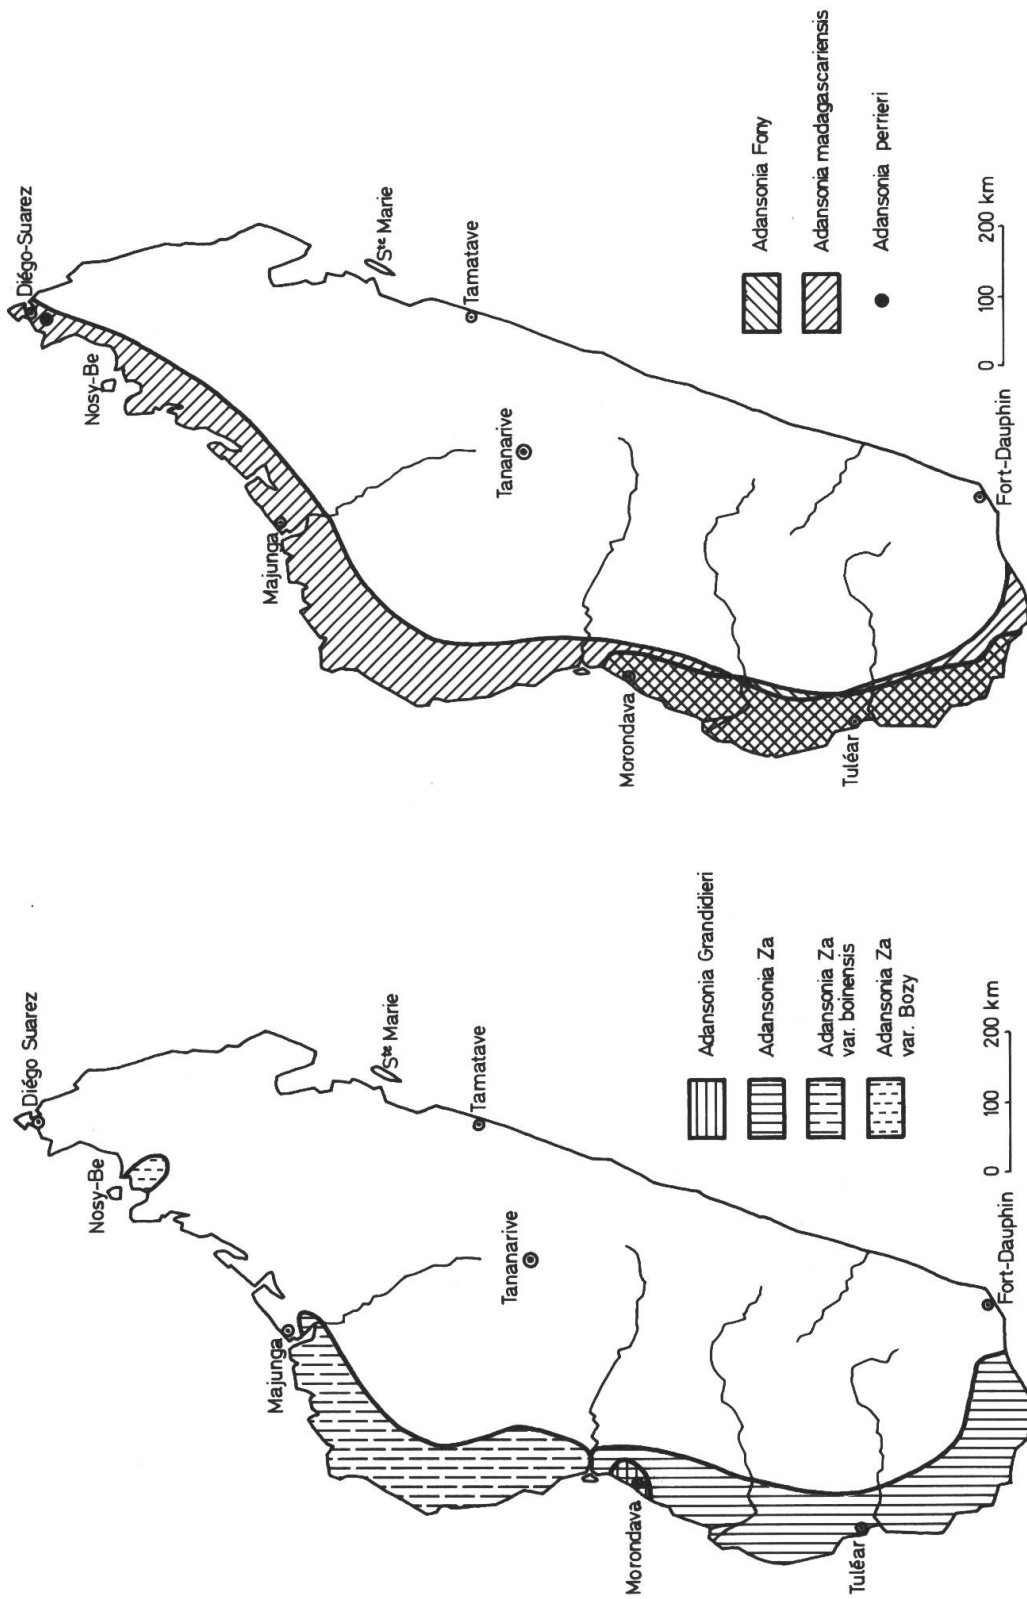 Diégo Suarez
Nosy-Be
Majunga
Sᵗᵉ Marie
Tamatave
Tananarive
Morondava
Tuléar
Fort-Dauphin
Adansonia Grandidieri
Adansonia Za
Adansonia Za
var. boinensis
Adansonia Za
var. Bozy
0 100 200 km
Diégo-Suarez
Nosy-Be
Majunga
Sᵗᵉ Marie
Tamatave
Tananarive
Morondava
Tuléar
Fort-Dauphin
Adansonia Fony
Adansonia madagascariensis
Adansonia perrieri
0 100 200 km